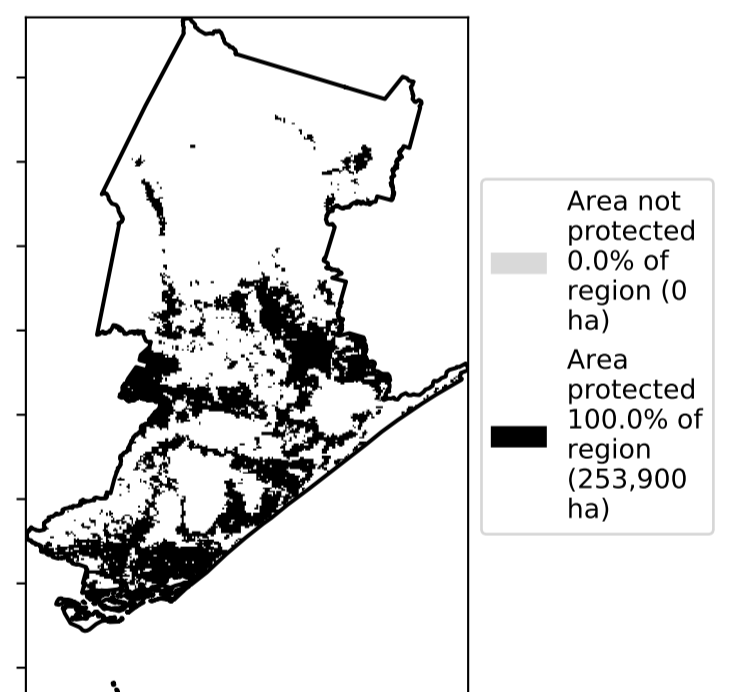 Area not
protected
0.0% of
region (0
ha)
Area
protected
100.0% of
region
(253,900
ha)